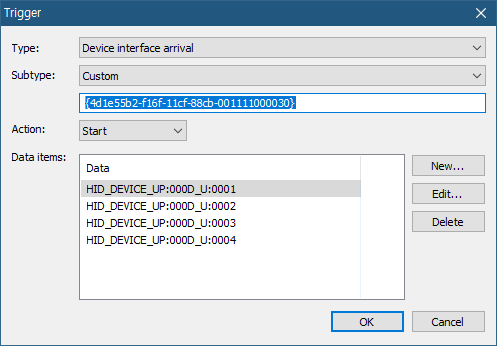 Trigger
Type:
Device interface arrival
Subtype:
Custom
{4d1e55b2-f16f-11cf-88cb-001111000030}
Action:
Start
Data items:
Data
HID_DEVICE_UP:000D_U:0001
HID_DEVICE_UP:000D_U:0002
HID_DEVICE_UP:000D_U:0003
HID_DEVICE_UP:000D_U:0004
New...
Edit...
Delete
OK
Cancel